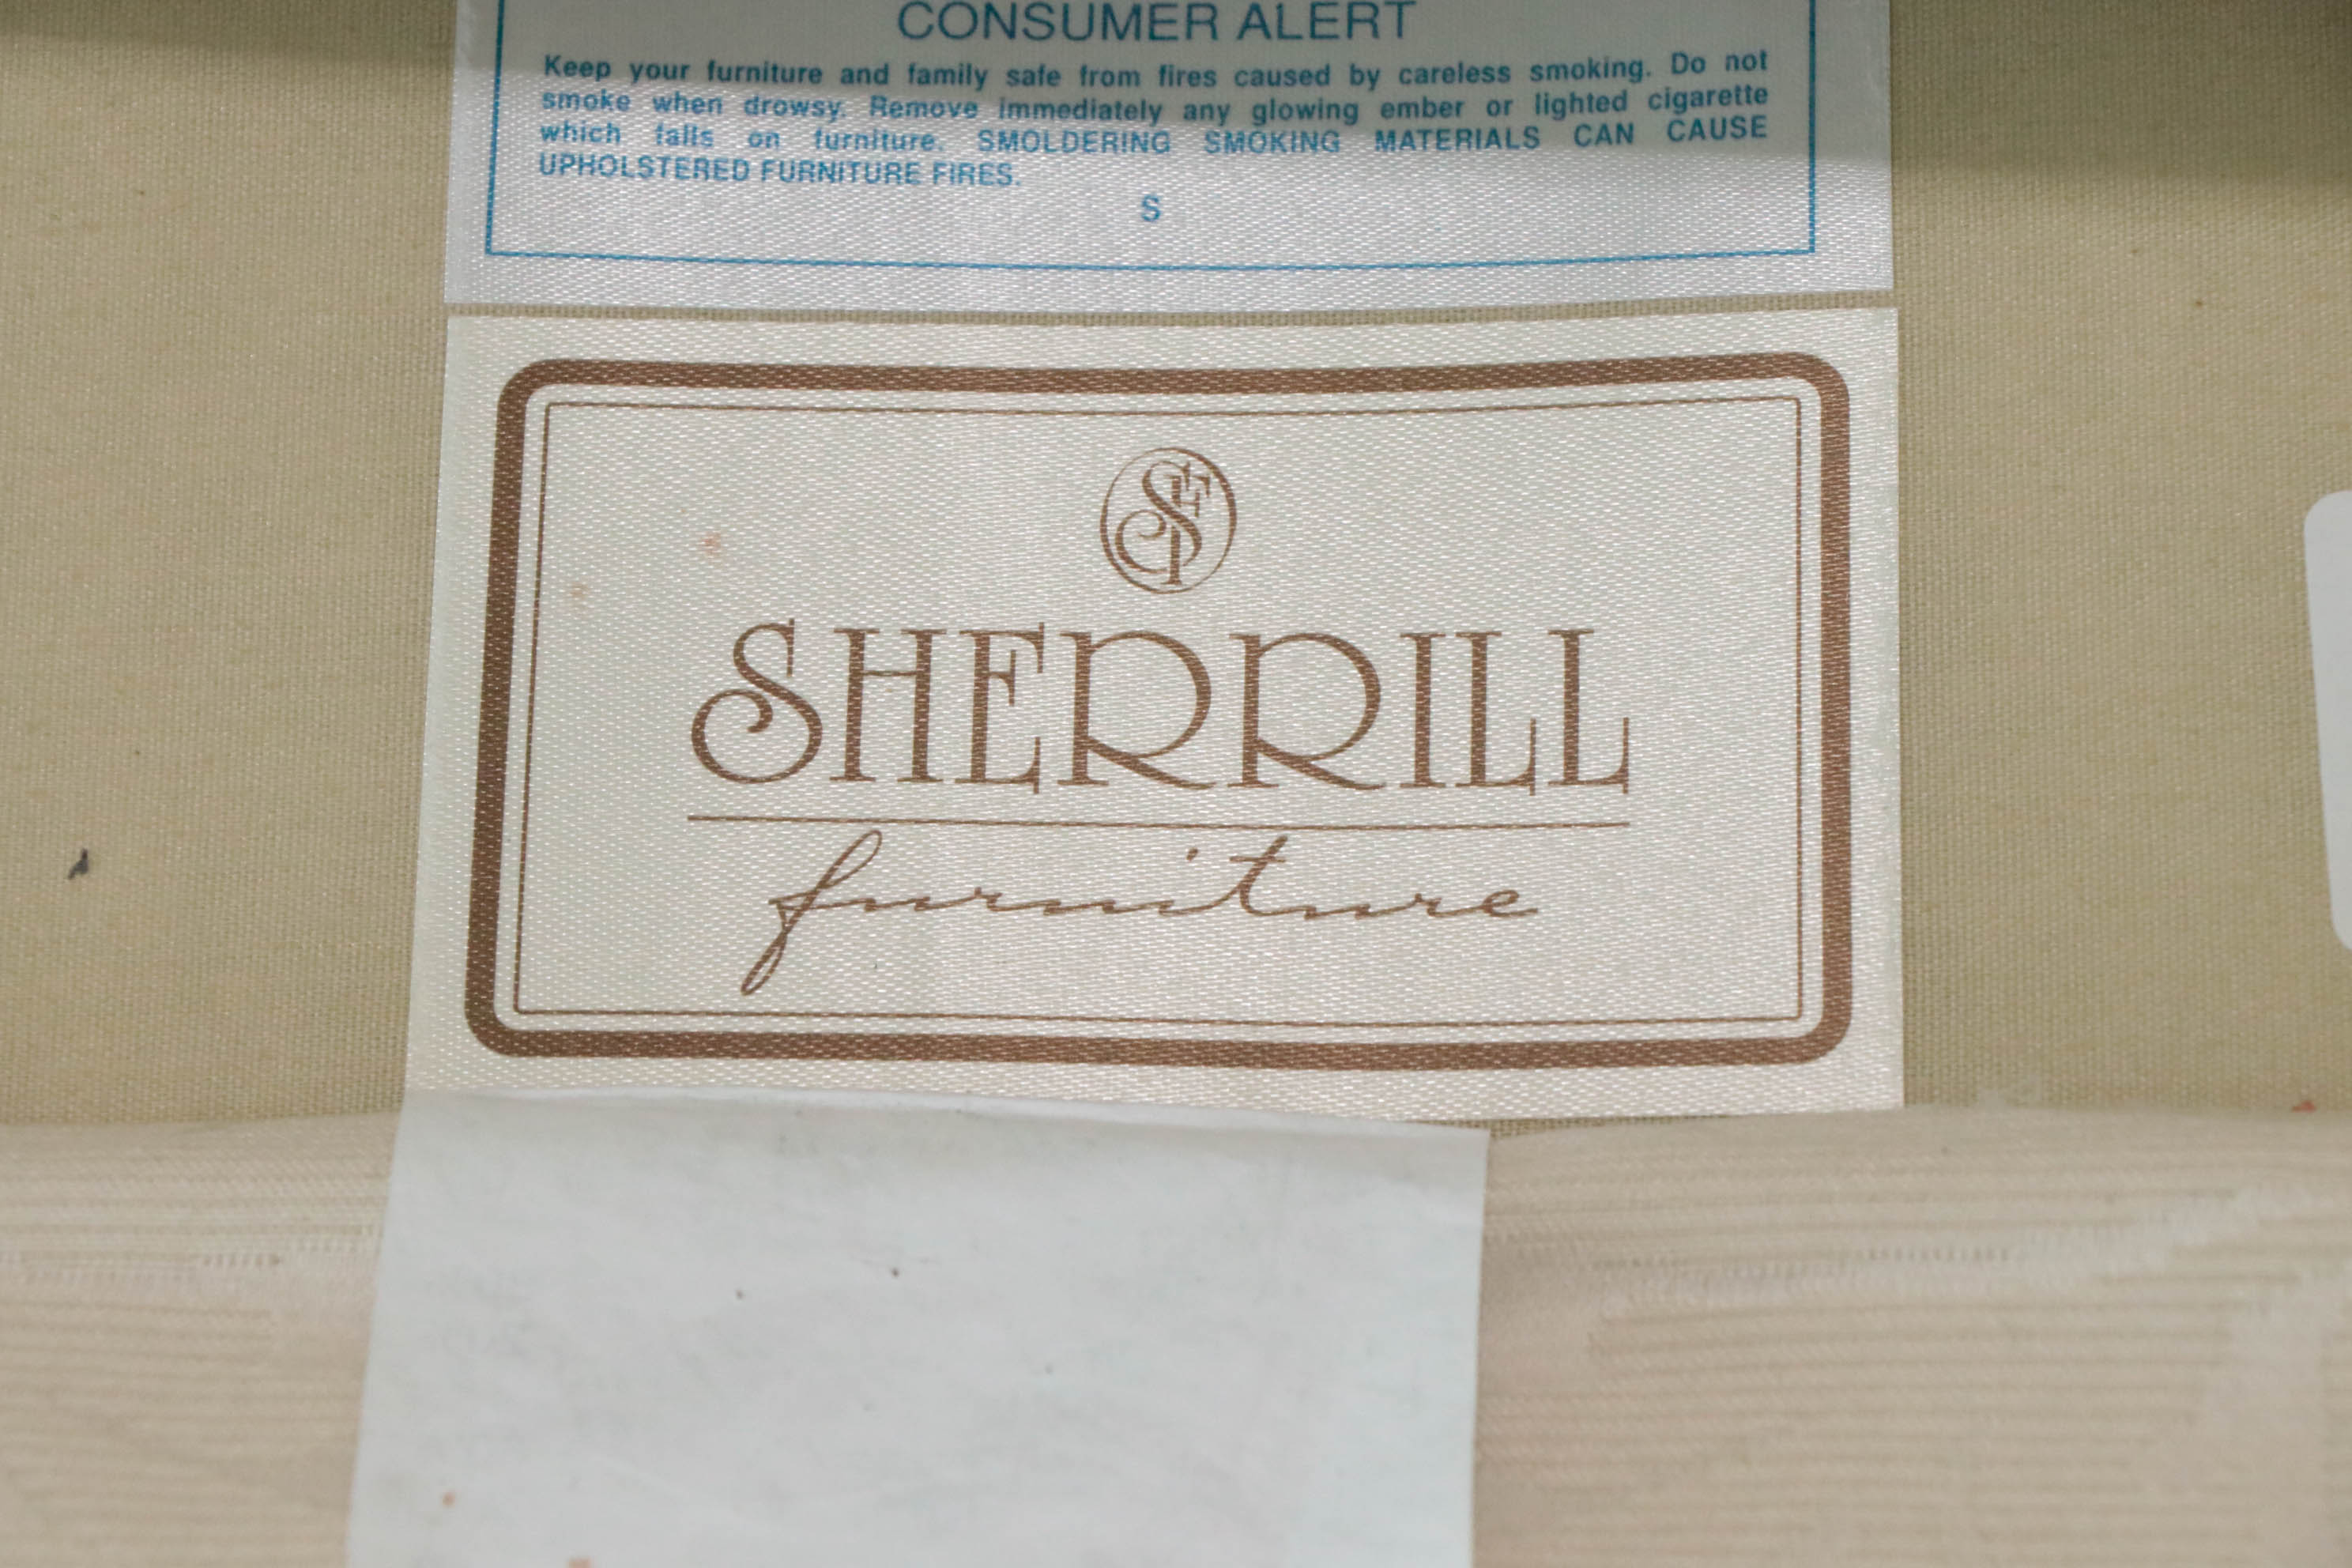 CONSUMER ALERT
Keep your furniture and family safe from fires caused by careless smoking. Do not
smoke when drowsy. Remove immediately any glowing ember or lighted cigarette
which falls on furniture. SMOLDERING SMOKING MATERIALS CAN CAUSE
UPHOLSTERED FURNITURE FIRES.
S
SF
SHERRILL
furniture